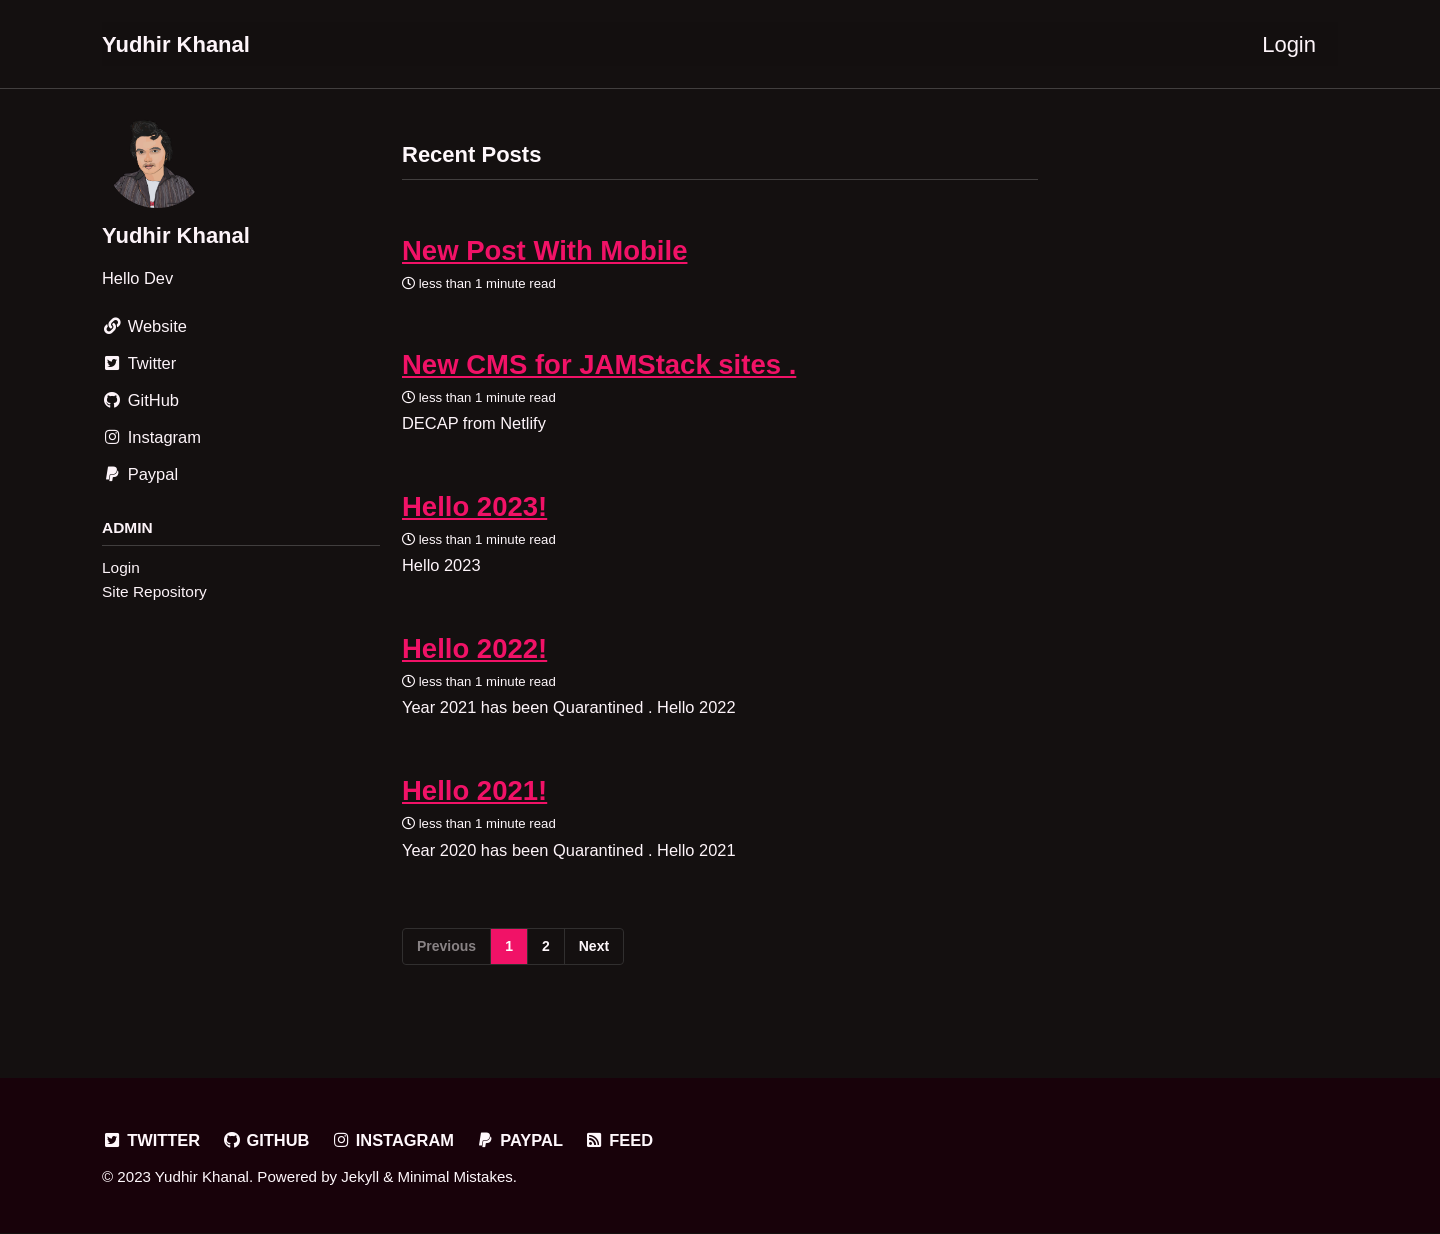 Yudhir Khanal
Login
Yudhir Khanal
Hello Dev
Website
Twitter
GitHub
Instagram
Paypal
ADMIN
Login
Site Repository
Recent Posts
New Post With Mobile
less than 1 minute read
New CMS for JAMStack sites .
less than 1 minute read
DECAP from Netlify
Hello 2023!
less than 1 minute read
Hello 2023
Hello 2022!
less than 1 minute read
Year 2021 has been Quarantined . Hello 2022
Hello 2021!
less than 1 minute read
Year 2020 has been Quarantined . Hello 2021
Previous 1 2 Next
TWITTER GITHUB INSTAGRAM PAYPAL FEED
© 2023 Yudhir Khanal. Powered by Jekyll & Minimal Mistakes.